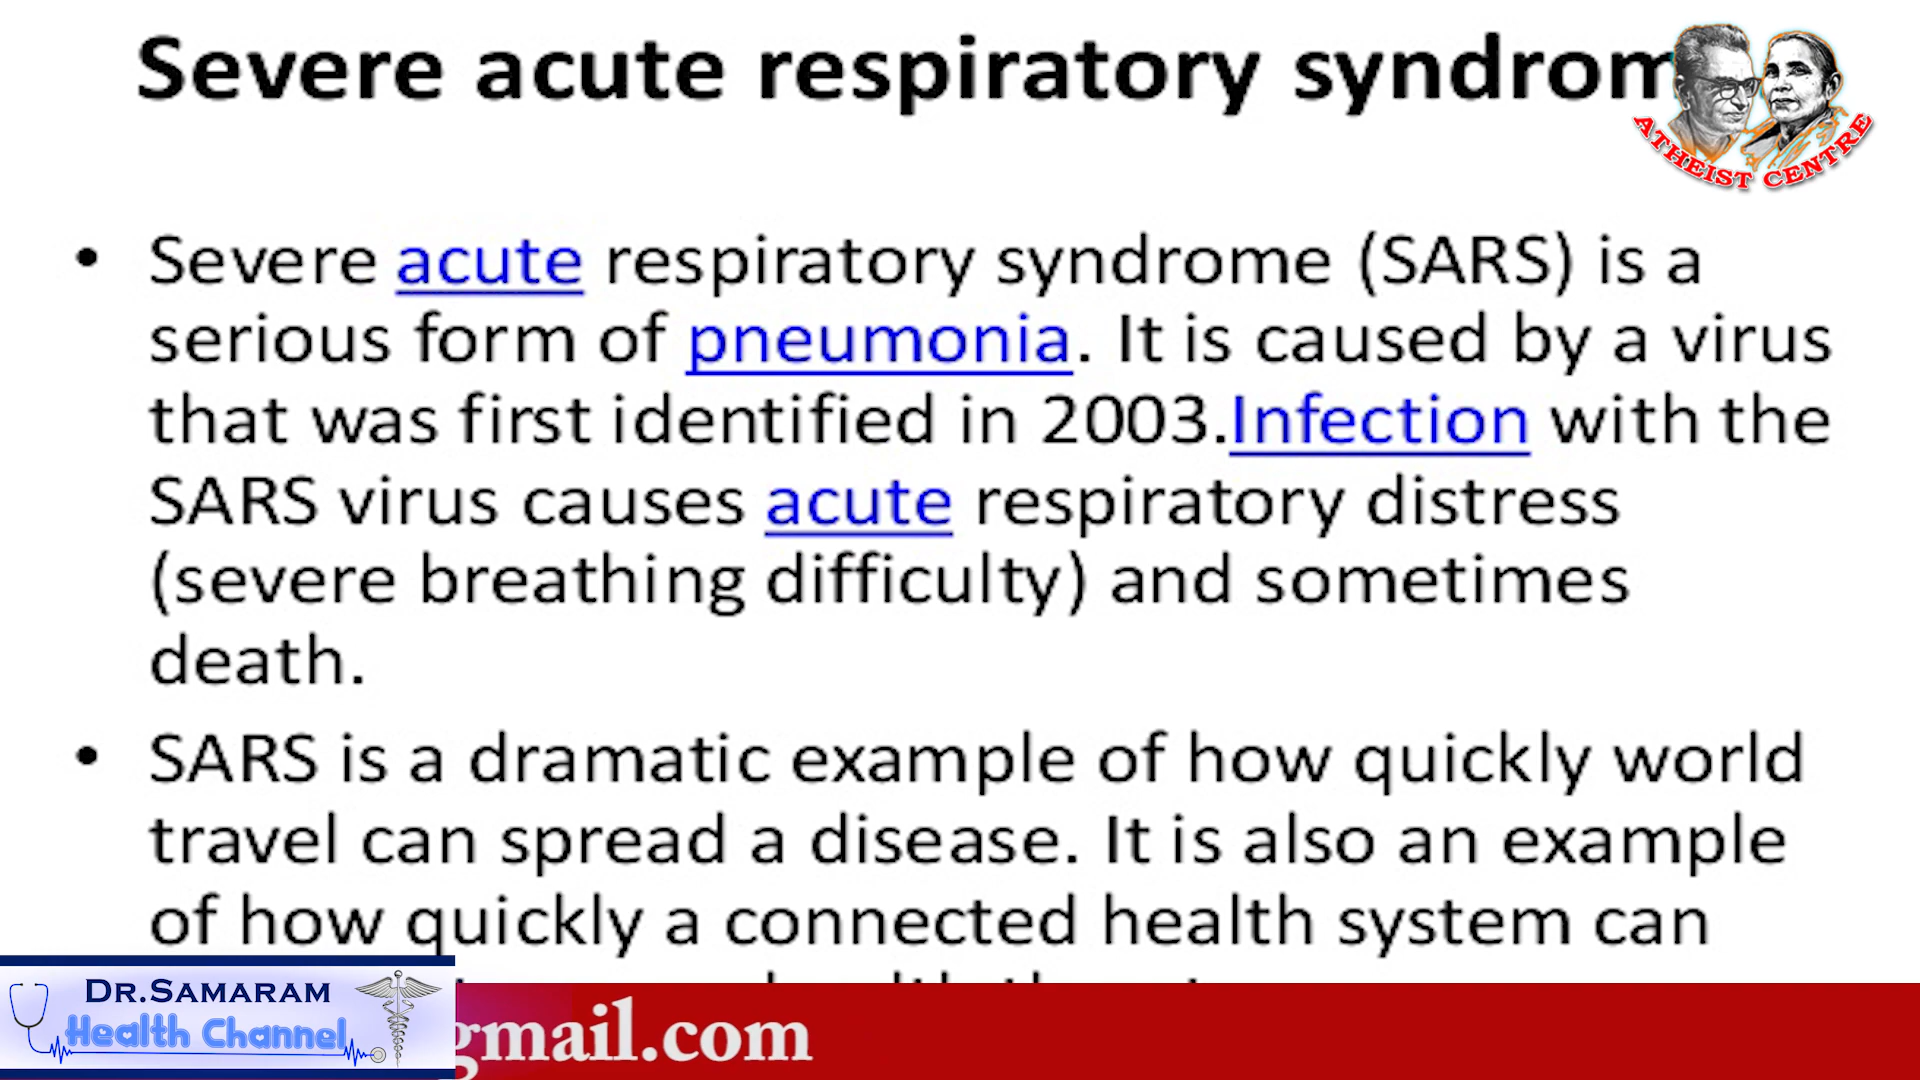 Severe acute respiratory syndrom
ATHEIST CENTRE
• Severe acute respiratory syndrome (SARS) is a
serious form of pneumonia. It is caused by a virus
that was first identified in 2003.Infection with the
SARS virus causes acute respiratory distress
(severe breathing difficulty) and sometimes
death.
• SARS is a dramatic example of how quickly world
travel can spread a disease. It is also an example
of how quickly a connected health system can
DR.SAMARAM
Health Channel
gmail.com